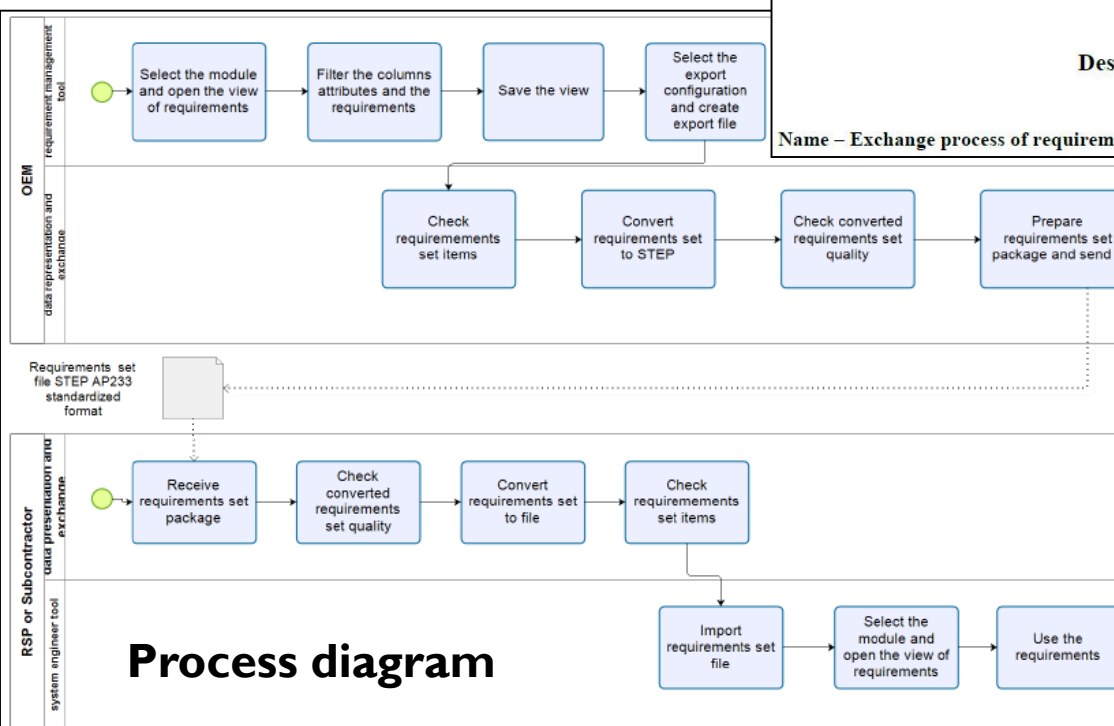 Des
Name – Exchange process of requirem
OEM
requirement management
tool
Select the module
and open the view
of requirements
Filter the columns
attributes and the
requirements
Save the view
Select the
export
configuration
and create
export file
data representation and
exchange
Check
requiremements
set items
Convert
requirements set
to STEP
Check converted
requirements set
quality
Prepare
requirements set
package and send
Requirements set
file STEP AP233
standardized
format
RSP or Subcontractor
data presentation and
exchange
Receive
requirements set
package
Check
converted
requirements
set quality
Convert
requirements set
to file
Check
requiremements
set items
system engineer tool
Process diagram
Import
requirements set
file
Select the
module and
open the view of
requirements
Use the
requirements